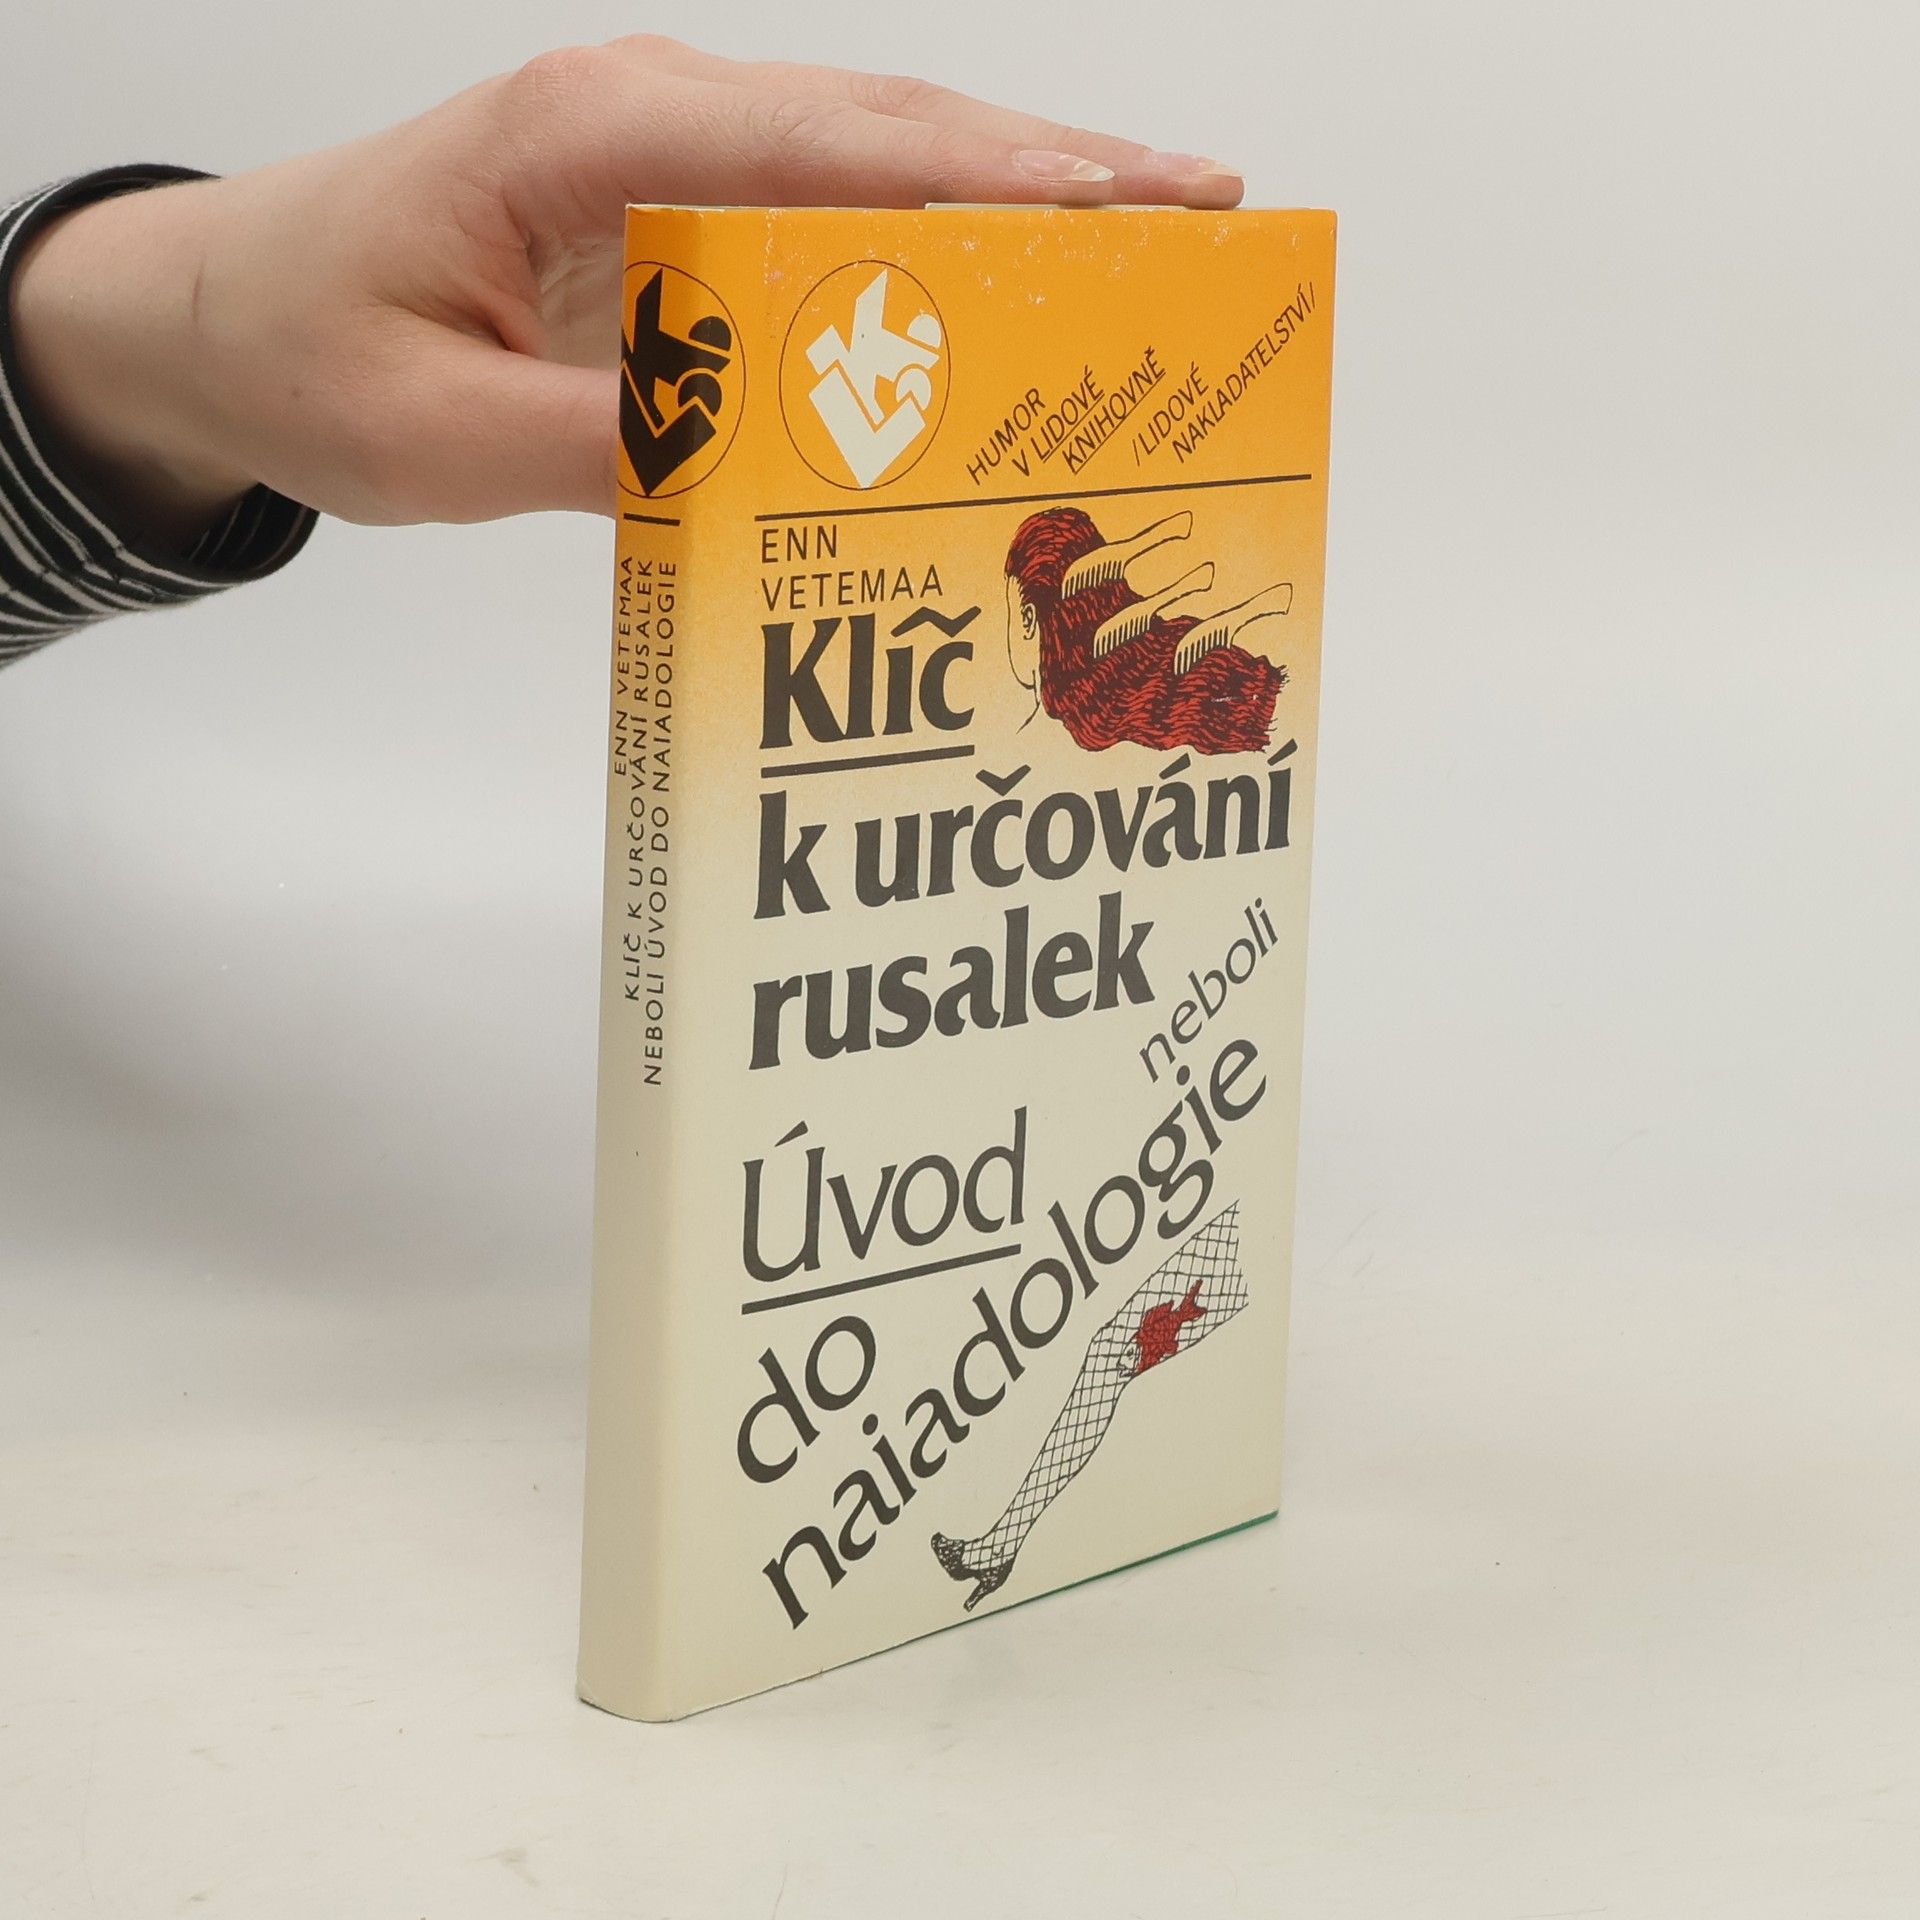 ENN VETEMAA
KLÍČ K URČOVÁNÍ RUSALEK
NEBOLI ÚVOD DO NAIADOLOGIE
HUMOR
V LIDOVÉ
KNIHOVNĚ
/LIDOVÉ
NAKLADATELSTVÍ/
ENN
VETEMAA
Klíč
k určování
rusalek
neboli
Úvod
do
naiadologie